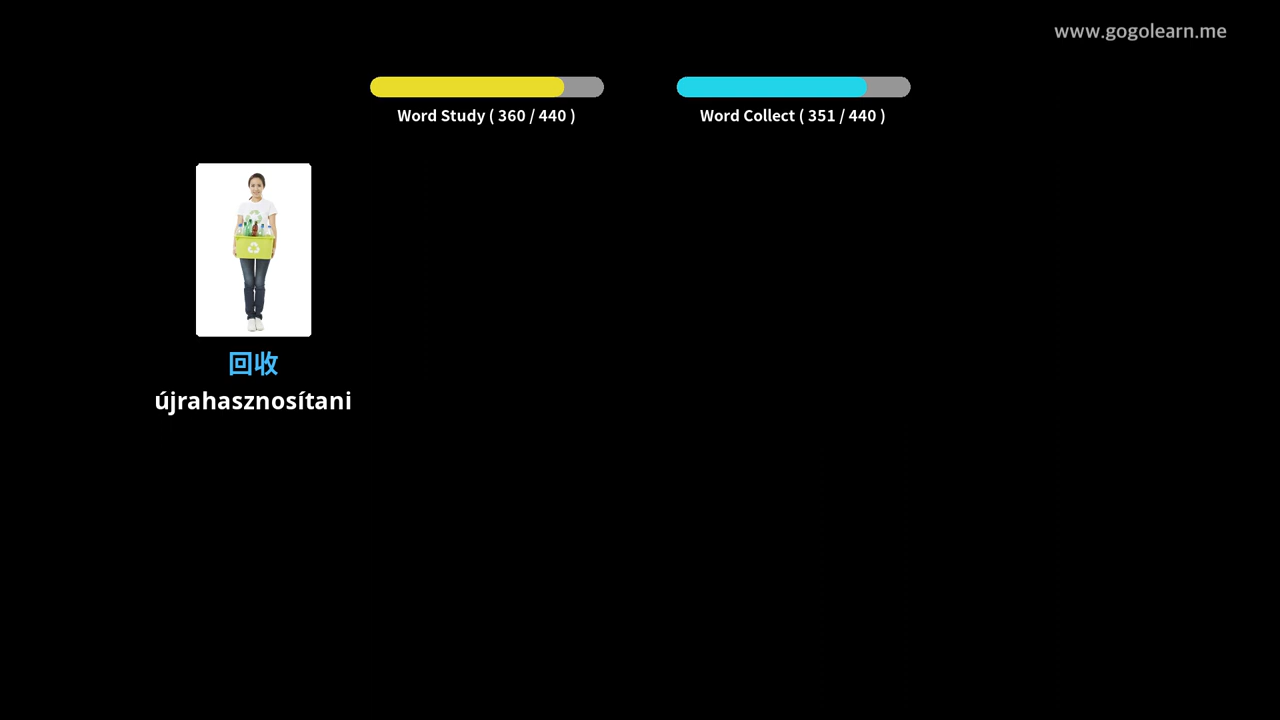 www.gogolearn.me
Word Study ( 360 / 440 )
Word Collect ( 351 / 440 )
回收
újrahasznosítani